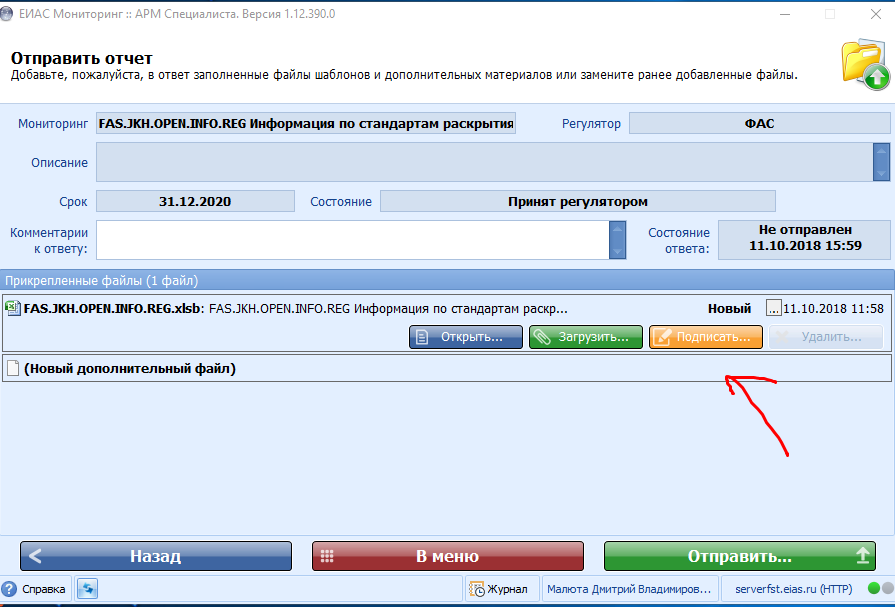 ЕИАС Мониторинг :: АРМ Специалиста. Версия 1.12.390.0
Отправить отчет
Добавьте, пожалуйста, в ответ заполненные файлы шаблонов и дополнительных материалов или замените ранее добавленные файлы.
Мониторинг FAS.JKH.OPEN.INFO.REG Информация по стандартам раскрытия Регулятор ФАС
Описание
Срок 31.12.2020 Состояние Принят регулятором
Комментарии к ответу: Состояние ответа: Не отправлен 11.10.2018 15:59
Прикрепленные файлы (1 файл)
FAS.JKH.OPEN.INFO.REG.xlsb: FAS.JKH.OPEN.INFO.REG Информация по стандартам раскр... Новый ... 11.10.2018 11:58
Открыть... Загрузить... Подписать... Удалить...
(Новый дополнительный файл)
Назад В меню Отправить...
Справка Журнал Малюта Дмитрий Владимиров... serverfst.eias.ru (HTTP)